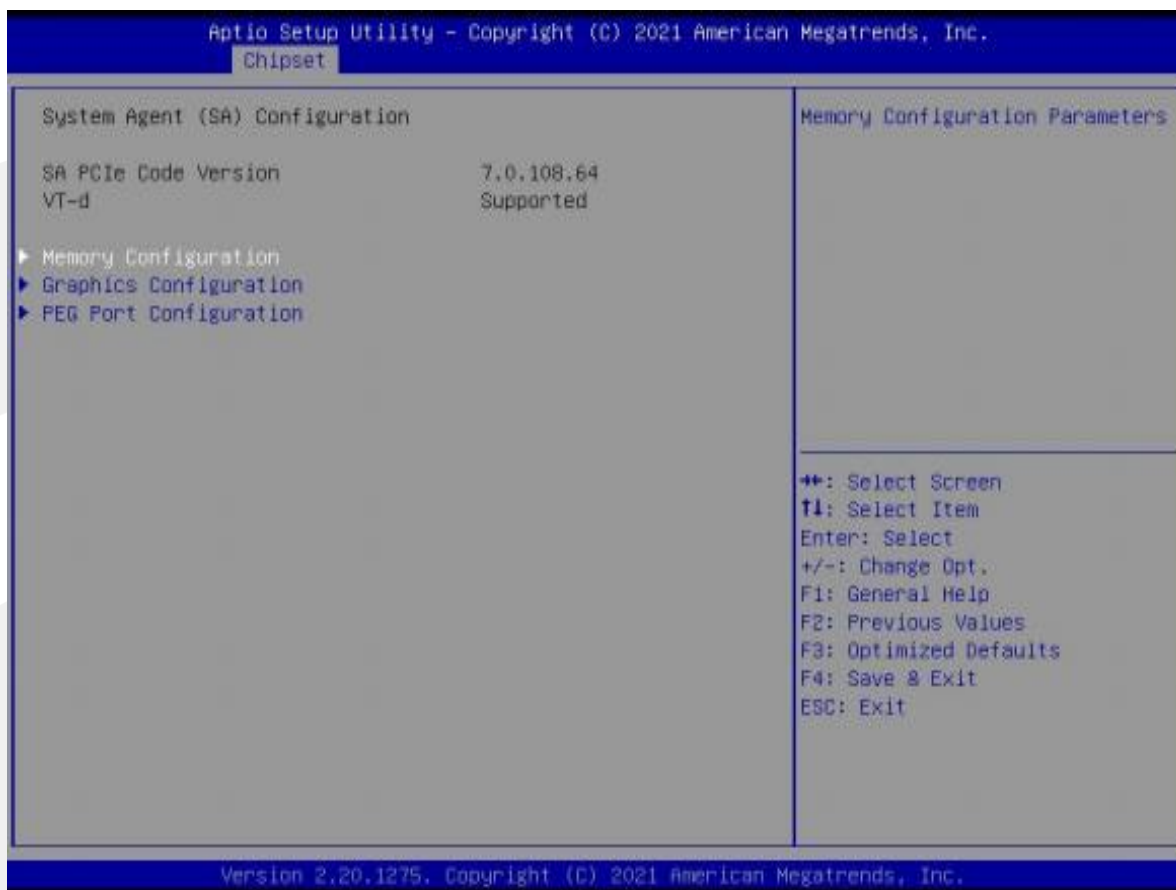 Aptio Setup Utility - Copyright (C) 2021 American Megatrends, Inc.
Chipset
System Agent (SA) Configuration
SA PCIe Code Version 7.0.108.64
VT-d Supported
▶ Memory Configuration
▶ Graphics Configuration
▶ PEG Port Configuration
Memory Configuration Parameters
→←: Select Screen
↑↓: Select Item
Enter: Select
+/-: Change Opt.
F1: General Help
F2: Previous Values
F3: Optimized Defaults
F4: Save & Exit
ESC: Exit
Version 2.20.1275. Copyright (C) 2021 American Megatrends, Inc.